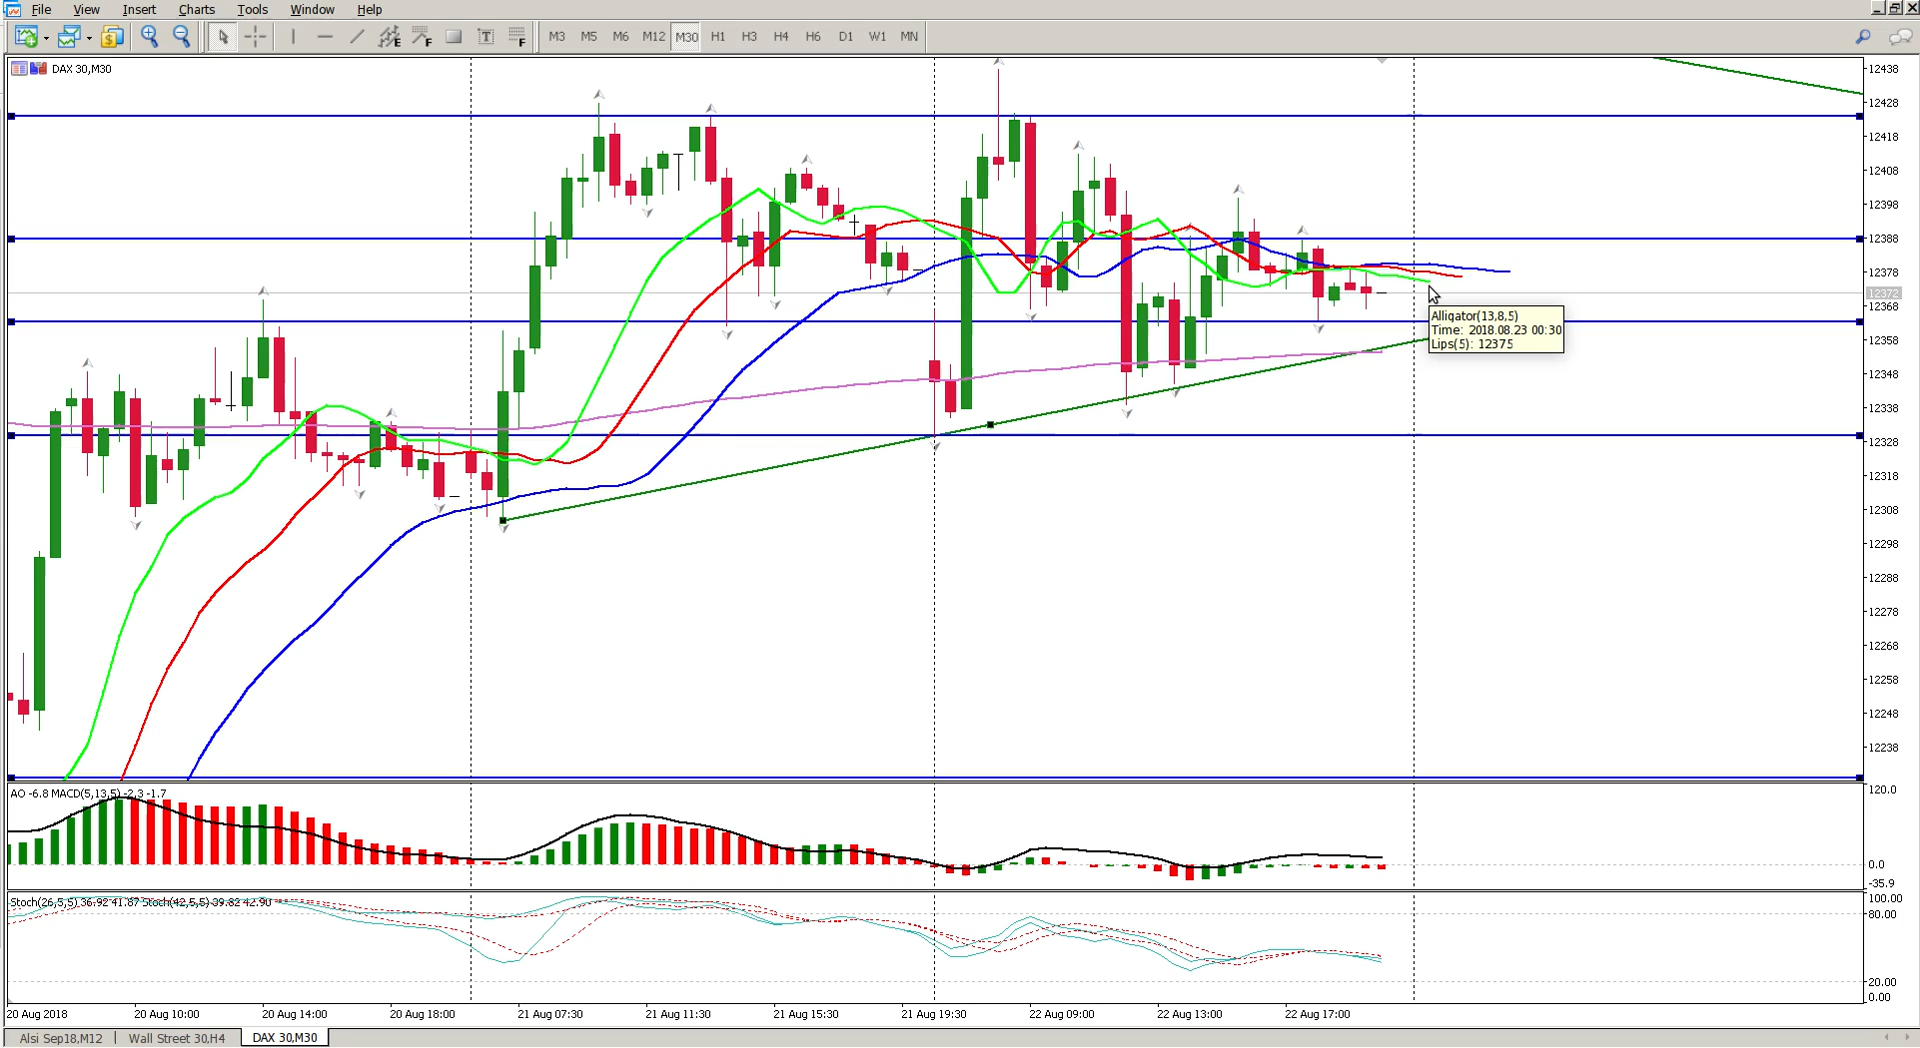 File View Insert Charts Tools Window Help
E F T F M3 M5 M6 M12 M30 H1 H3 H4 H6 D1 W1 MN
DAX 30,M30
12438
12428
12418
12408
12398
12388
12378
12372
12368
12358
12348
12338
12328
12318
12308
12298
12288
12278
12268
12258
12248
12238
Alligator(13,8,5)
Time: 2018.08.23 00:30
Lips(5): 12375
AO -6.8 MACD(5,13,5) -2.3 -1.7
120.0
0.0
-35.9
Stoch(26,5,5) 36.92 41.87 Stoch(42,5,5) 39.82 42.90
100.00
80.00
20.00
0.00
20 Aug 2018 20 Aug 10:00 20 Aug 14:00 20 Aug 18:00 21 Aug 07:30 21 Aug 11:30 21 Aug 15:30 21 Aug 19:30 22 Aug 09:00 22 Aug 13:00 22 Aug 17:00
Alsi Sep18,M12 Wall Street 30,H4 DAX 30,M30